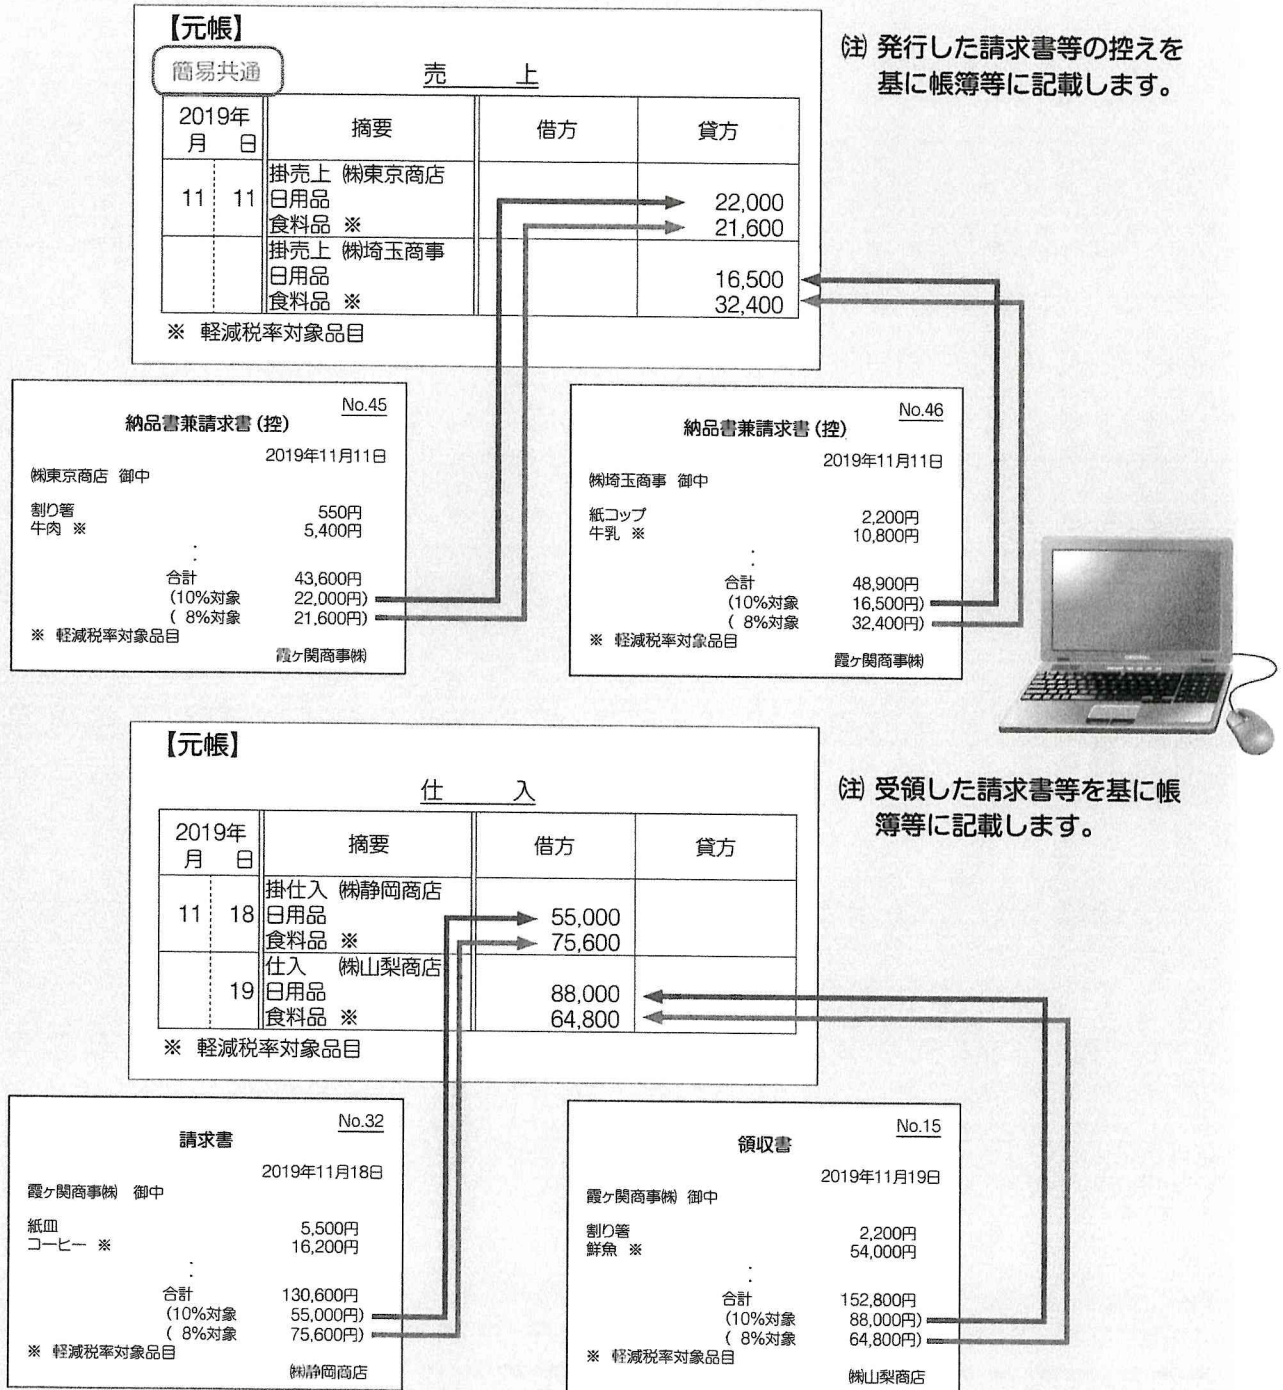 【元帳】
簡易共通
売 上
2019年
月 日
摘要
借方
貸方
11 11
掛売上 ㈱東京商店
日用品 22,000
食料品 ※ 21,600
掛売上 ㈱埼玉商事
日用品 16,500
食料品 ※ 32,400
※ 軽減税率対象品目
㊟ 発行した請求書等の控えを
基に帳簿等に記載します。
No.45
納品書兼請求書(控)
2019年11月11日
㈱東京商店 御中
割り箸 550円
牛肉 ※ 5,400円
:
合計 43,600円
(10%対象 22,000円)
( 8%対象 21,600円)
※ 軽減税率対象品目
霞ヶ関商事㈱
No.46
納品書兼請求書(控)
2019年11月11日
㈱埼玉商事 御中
紙コップ 2,200円
牛乳 ※ 10,800円
:
合計 48,900円
(10%対象 16,500円)
( 8%対象 32,400円)
※ 軽減税率対象品目
霞ヶ関商事㈱
【元帳】
仕 入
2019年
月 日
摘要
借方
貸方
11 18
掛仕入 ㈱静岡商店
日用品 55,000
食料品 ※ 75,600
19
仕入 ㈱山梨商店
日用品 88,000
食料品 ※ 64,800
※ 軽減税率対象品目
㊟ 受領した請求書等を基に帳
簿等に記載します。
No.32
請求書
2019年11月18日
霞ヶ関商事㈱ 御中
紙皿 5,500円
コーヒー ※ 16,200円
:
合計 130,600円
(10%対象 55,000円)
( 8%対象 75,600円)
※ 軽減税率対象品目
㈱静岡商店
No.15
領収書
2019年11月19日
霞ヶ関商事㈱ 御中
割り箸 2,200円
鮮魚 ※ 54,000円
:
合計 152,800円
(10%対象 88,000円)
( 8%対象 64,800円)
※ 軽減税率対象品目
㈱山梨商店